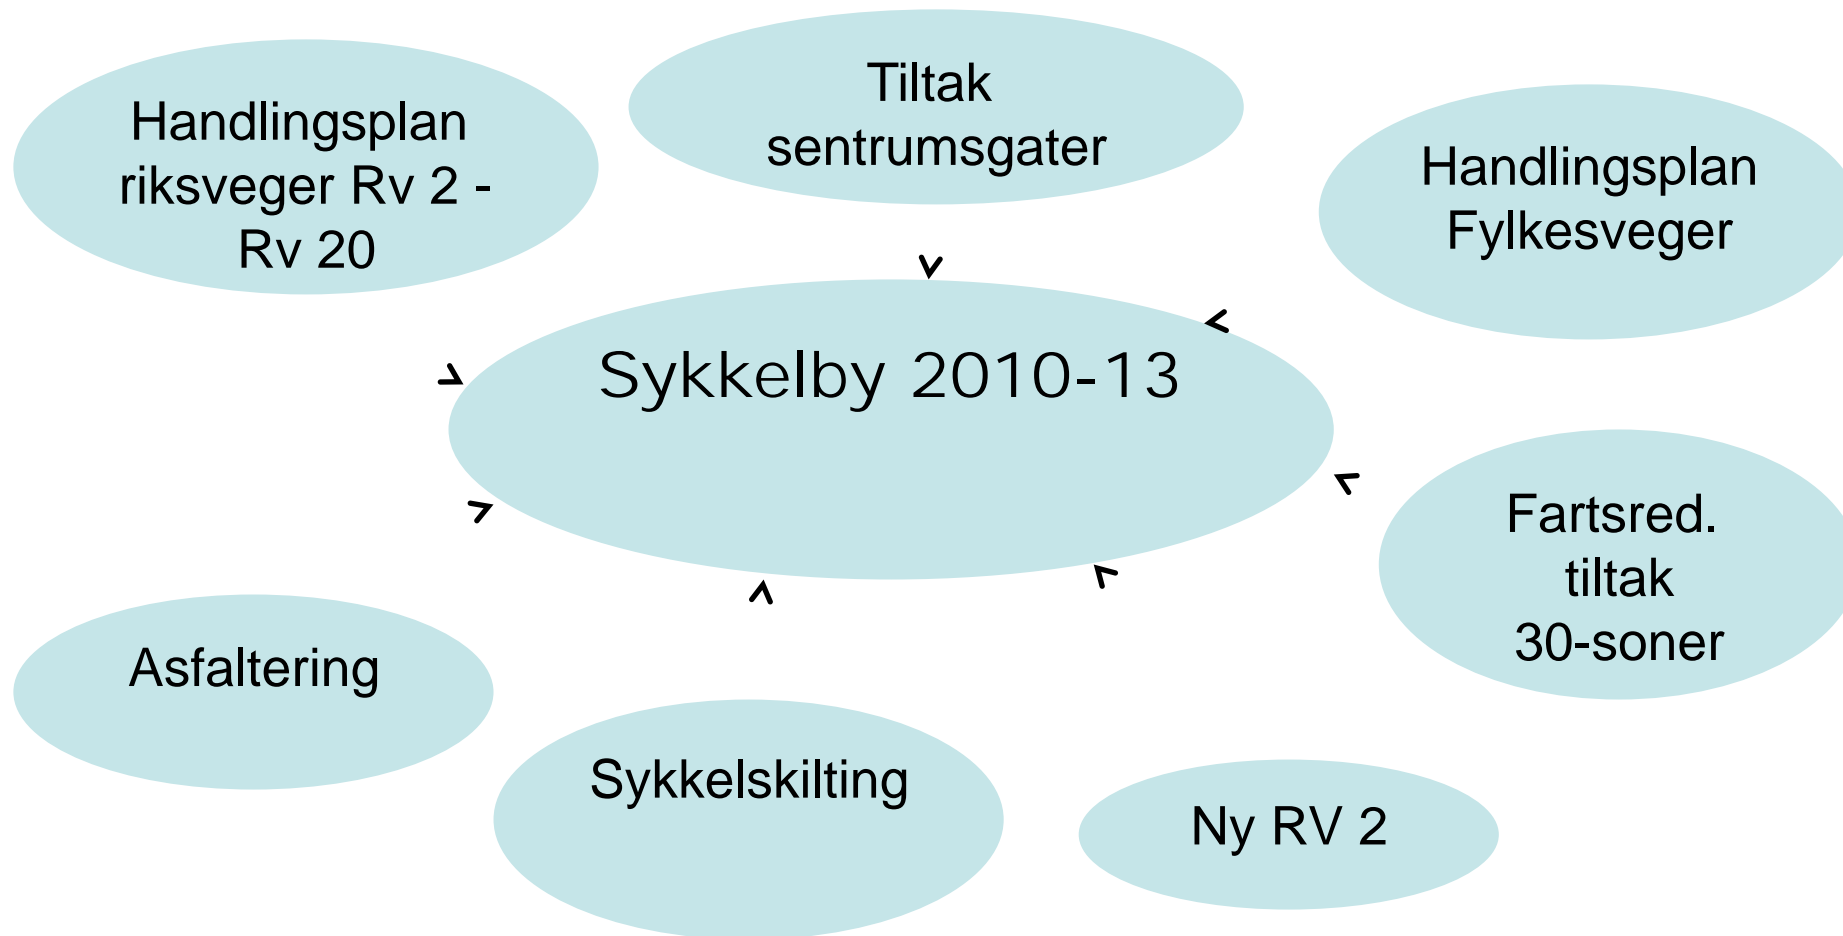 Handlingsplan
riksveger Rv 2 -
Rv 20
Tiltak
sentrumsgater
Handlingsplan
Fylkesveger
Sykkelby 2010-13
Fartsred.
tiltak
30-soner
Asfaltering
Sykkelskilting
Ny RV 2